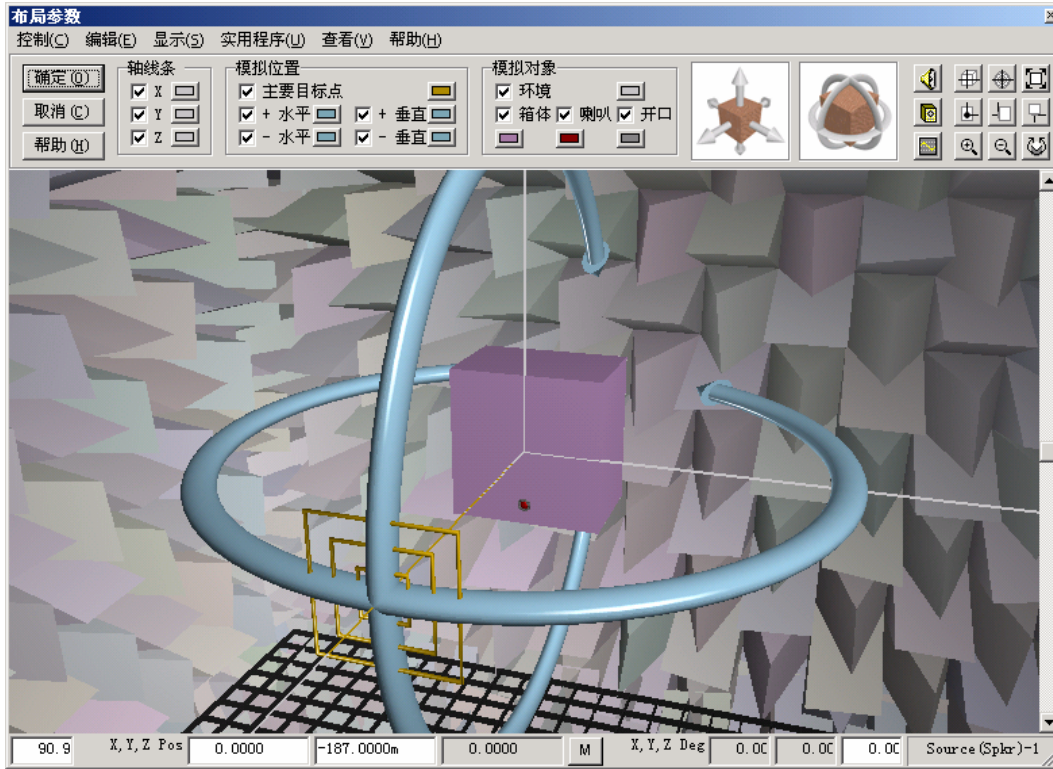 布局参数
控制(C) 编辑(E) 显示(S) 实用程序(U) 查看(V) 帮助(H)
确定(O)
取消(C)
帮助(H)
轴线条
X
Y
Z
模拟位置
主要目标点
+ 水平 + 垂直
- 水平 - 垂直
模拟对象
环境
箱体 喇叭 开口
90.9 X,Y,Z Pos 0.0000 -187.0000m 0.0000 M X,Y,Z Deg 0.00 0.00 0.00 Source(Spkr)-1